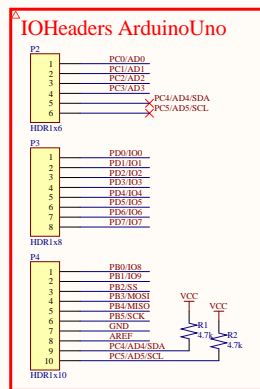 IOHeaders ArduinoUno
P2
1 PC0/AD0
2 PC1/AD1
3 PC2/AD2
4 PC3/AD3
5 PC4/AD4/SDA
6 PC5/AD5/SCL
HDR1x6
P3
1 PD0/IO0
2 PD1/IO1
3 PD2/IO2
4 PD3/IO3
5 PD4/IO4
6 PD5/IO5
7 PD6/IO6
8 PD7/IO7
HDR1x8
P4
1 PB0/IO8
2 PB1/IO9
3 PB2/SS
4 PB3/MOSI
5 PB4/MISO
6 PB5/SCK
7 GND
8 AREF
9 PC4/AD4/SDA
10 PC5/AD5/SCL
HDR1x10
VCC
VCC
R1
4.7k
R2
4.7k